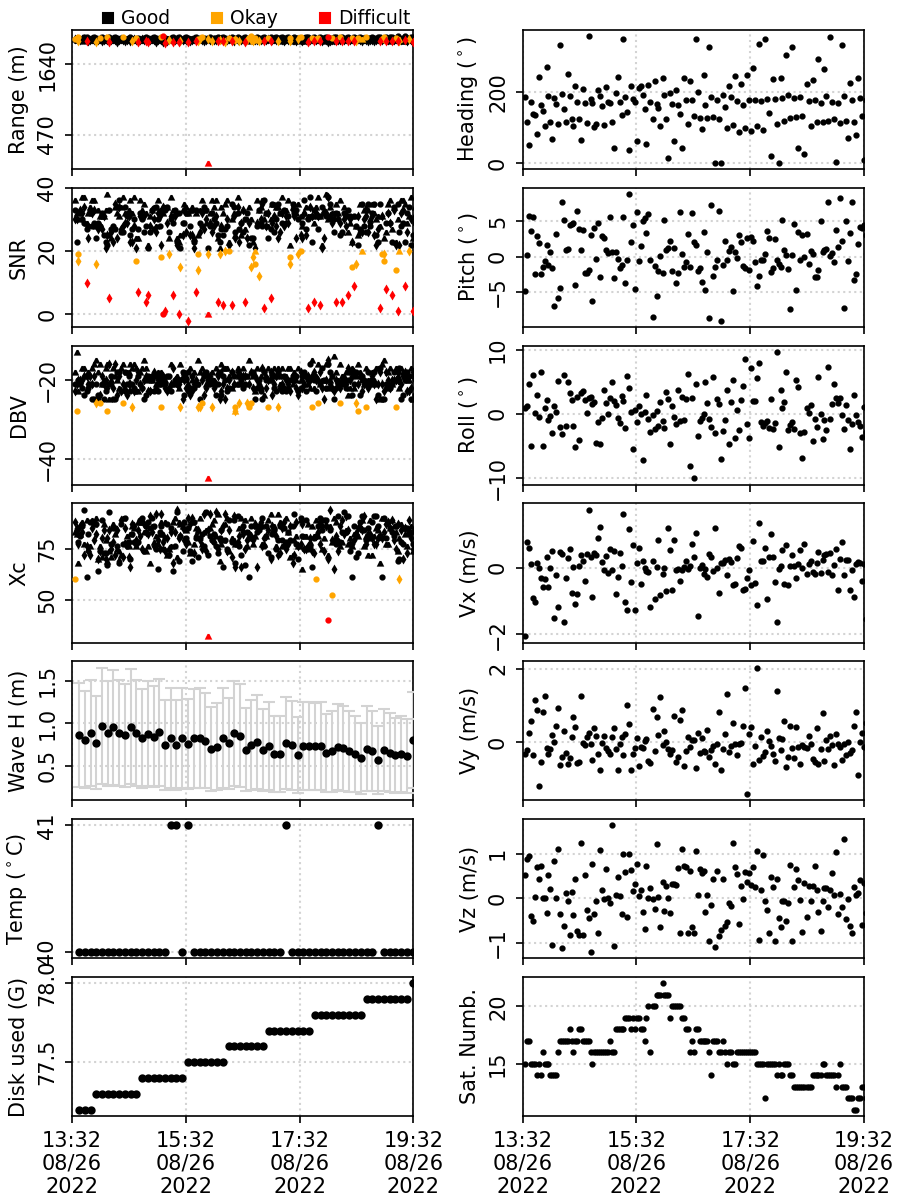 Good Okay Difficult
Range (m)
1640
470
Heading (°)
200
0
SNR
40
20
0
Pitch (°)
5
0
−5
DBV
−20
−40
Roll (°)
10
0
−10
Xc
75
50
Vx (m/s)
0
−2
Wave H (m)
1.5
1.0
0.5
Vy (m/s)
2
0
Temp (°C)
41
40
Vz (m/s)
1
0
−1
Disk used (G)
78.0
77.5
Sat. Numb.
20
15
13:32 15:32 17:32 19:32 13:32 15:32 17:32 19:32
08/26 08/26 08/26 08/26 08/26 08/26 08/26 08/26
2022 2022 2022 2022 2022 2022 2022 2022